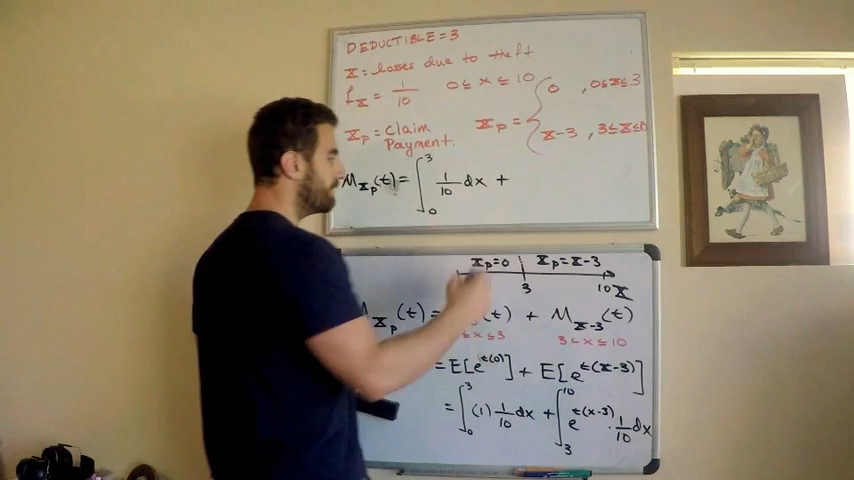 DEDUCTIBLE = 3
X: losses due to theft
f_X = 1/10 0 ≤ x ≤ 10
X_P = Claim Payment. X_P = { 0 , 0≤X≤3
X-3 , 3≤X≤10
M_{X_P}(t) = ∫_0^3 1/10 dx +
X_P=0 X_P=X-3
3 10 X
M_{X_P}(t) = (t) + M_{X-3}(t)
≤ x ≤ 3 3 < x ≤ 10
= E[e^{t(0)}] + E[e^{t(X-3)}]
= ∫_0^3 (1) 1/10 dx + ∫_3^10 e^{t(x-3)} · 1/10 dx